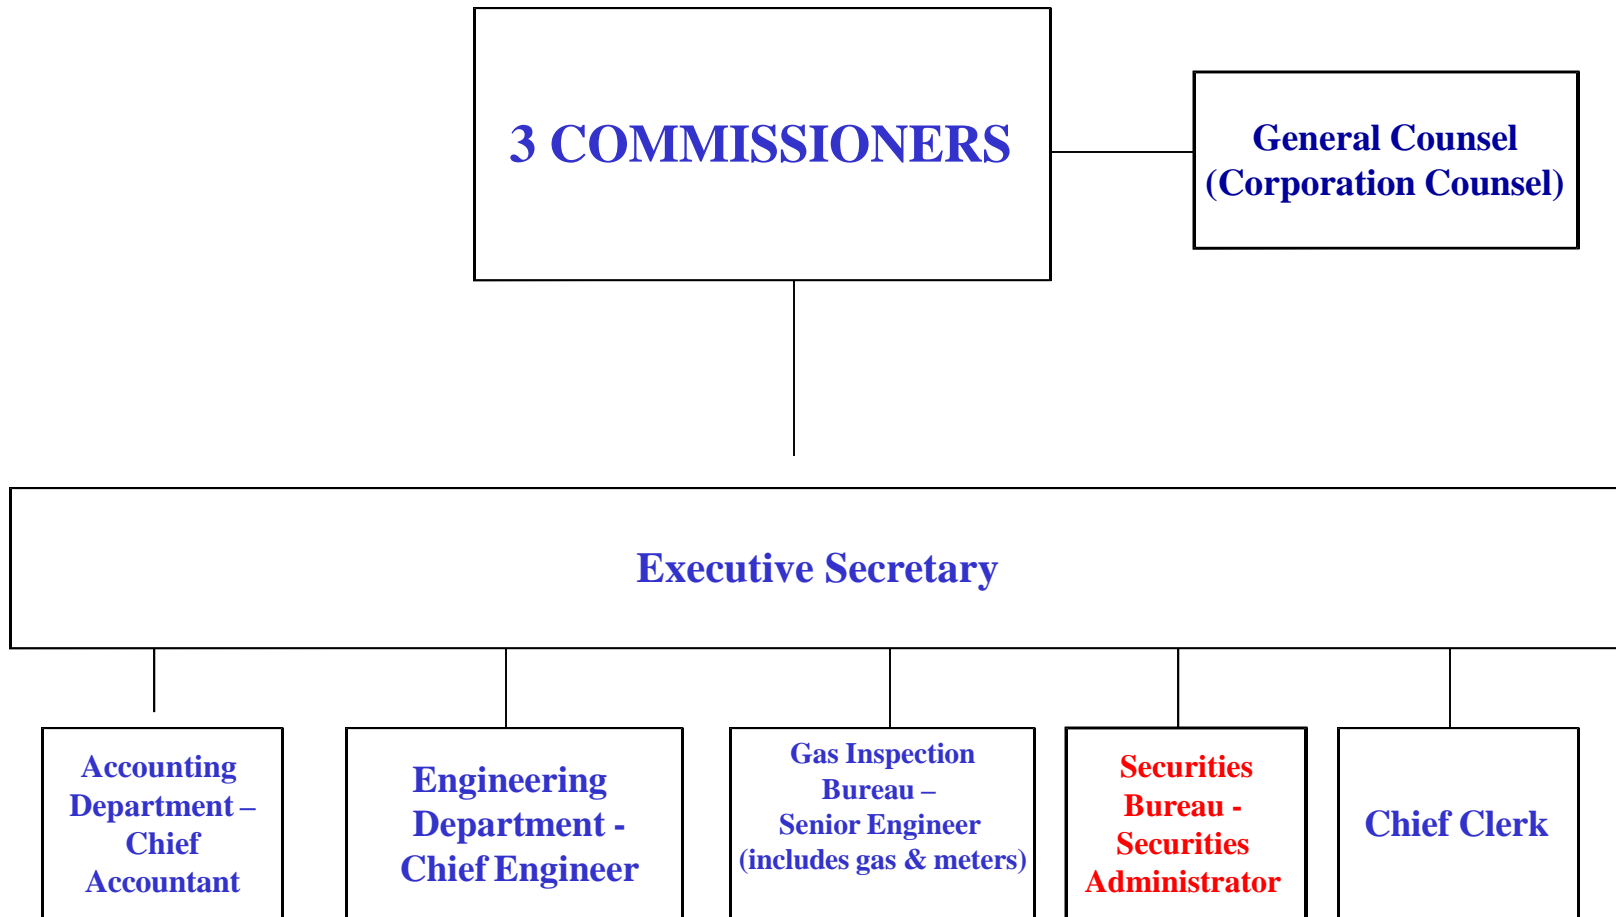 3 COMMISSIONERS
General Counsel
(Corporation Counsel)
Executive Secretary
Accounting
Department –
Chief
Accountant
Engineering
Department -
Chief Engineer
Gas Inspection
Bureau –
Senior Engineer
(includes gas & meters)
Securities
Bureau -
Securities
Administrator
Chief Clerk